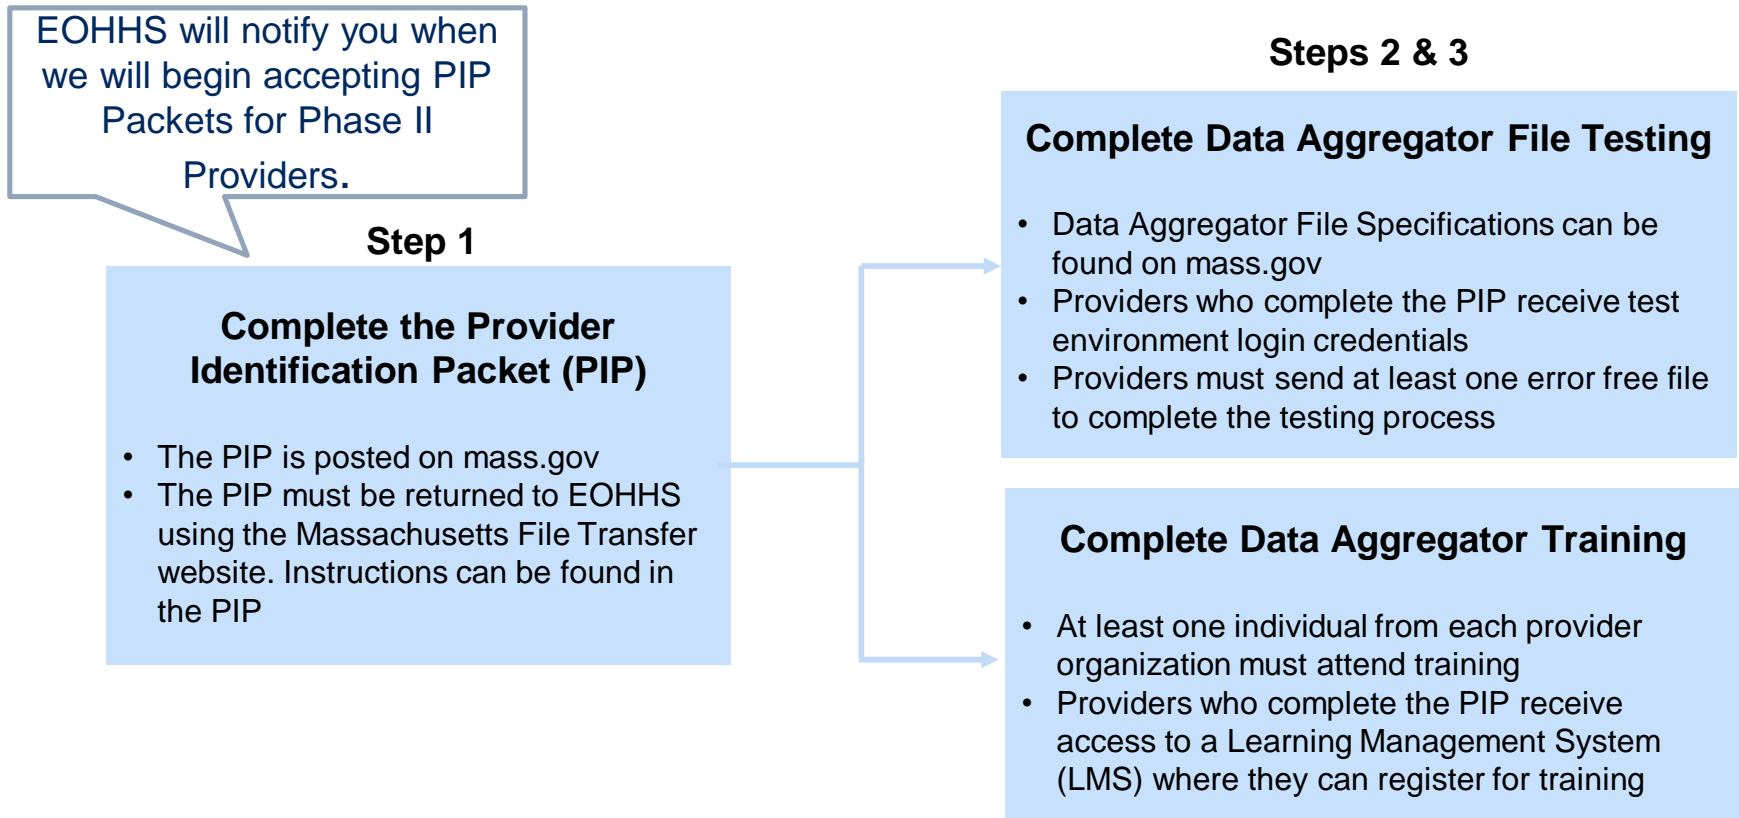 EOHHS will notify you when
we will begin accepting PIP
Packets for Phase II
Providers.
Step 1
Complete the Provider
Identification Packet (PIP)
• The PIP is posted on mass.gov
• The PIP must be returned to EOHHS
using the Massachusetts File Transfer
website. Instructions can be found in
the PIP
Steps 2 & 3
Complete Data Aggregator File Testing
• Data Aggregator File Specifications can be
found on mass.gov
• Providers who complete the PIP receive test
environment login credentials
• Providers must send at least one error free file
to complete the testing process
Complete Data Aggregator Training
• At least one individual from each provider
organization must attend training
• Providers who complete the PIP receive
access to a Learning Management System
(LMS) where they can register for training